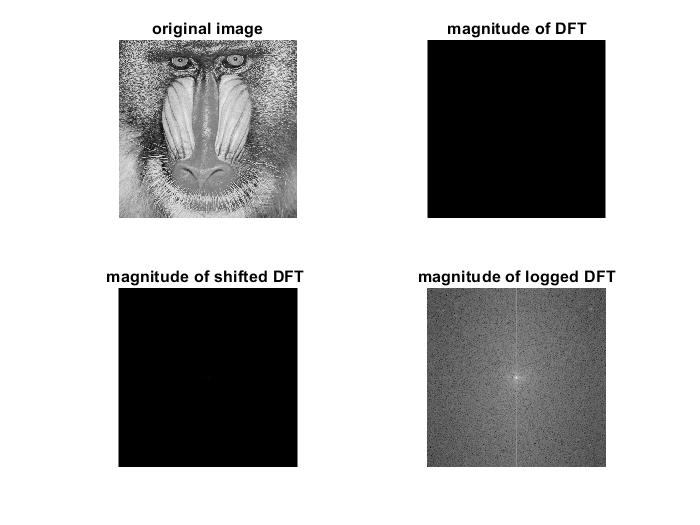 original image
magnitude of DFT
magnitude of shifted DFT
magnitude of logged DFT